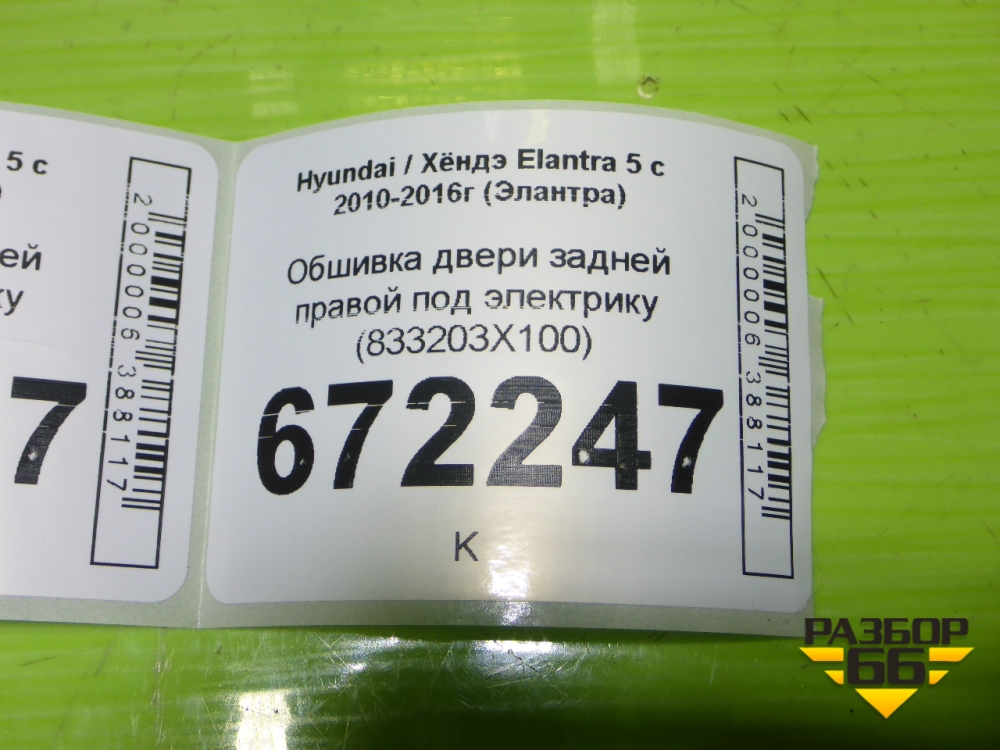 5 с
ей
ку
7
2000006388117
Hyundai / Хёндэ Elantra 5 с
2010-2016г (Элантра)
Обшивка двери задней
правой под электрику
(833203X100)
672247
К
2000006388117
РАЗБОР
66